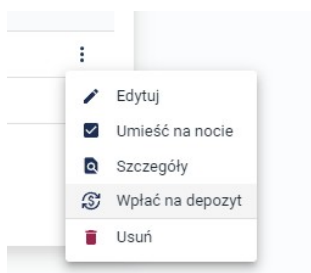 Edytuj
Umieść na nocie
Szczegóły
Wpłać na depozyt
Usuń